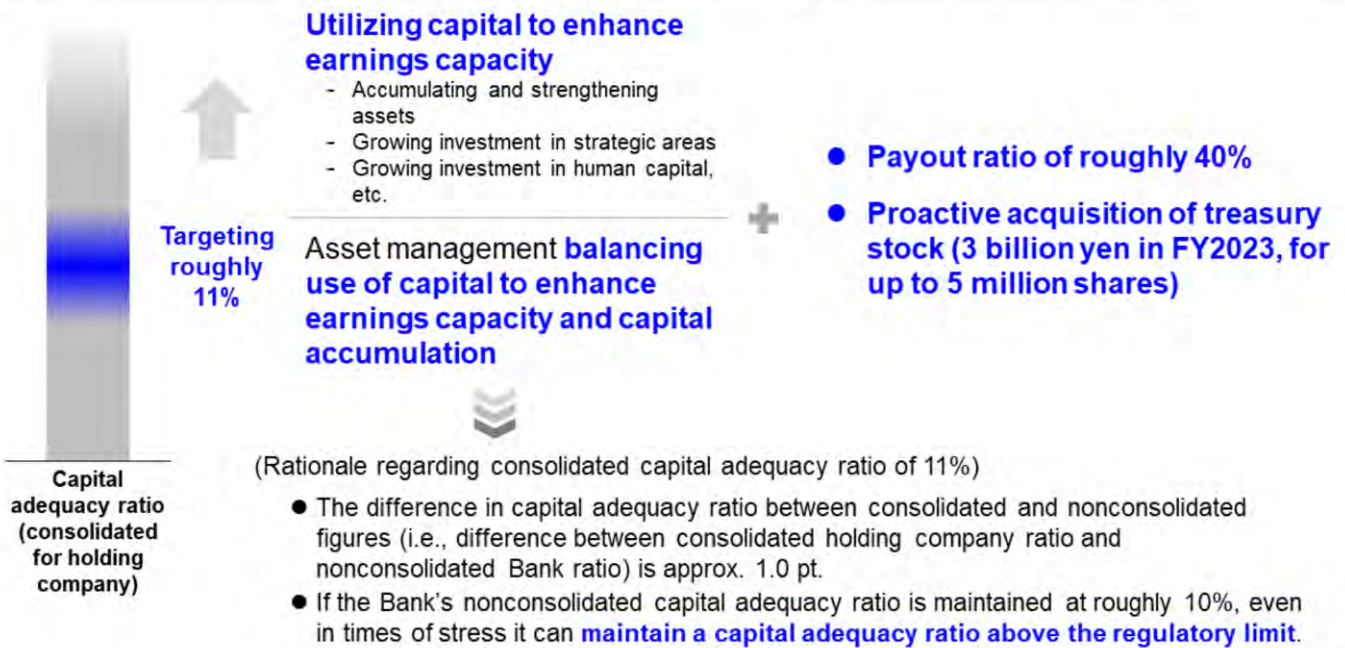 Utilizing capital to enhance
earnings capacity
- Accumulating and strengthening
assets
- Growing investment in strategic areas
- Growing investment in human capital,
etc.
Targeting
roughly
11%
Asset management balancing
use of capital to enhance
earnings capacity and capital
accumulation
● Payout ratio of roughly 40%
● Proactive acquisition of treasury
stock (3 billion yen in FY2023, for
up to 5 million shares)
Capital
adequacy ratio
(consolidated
for holding
company)
(Rationale regarding consolidated capital adequacy ratio of 11%)
● The difference in capital adequacy ratio between consolidated and nonconsolidated
figures (i.e., difference between consolidated holding company ratio and
nonconsolidated Bank ratio) is approx. 1.0 pt.
● If the Bank's nonconsolidated capital adequacy ratio is maintained at roughly 10%, even
in times of stress it can maintain a capital adequacy ratio above the regulatory limit.